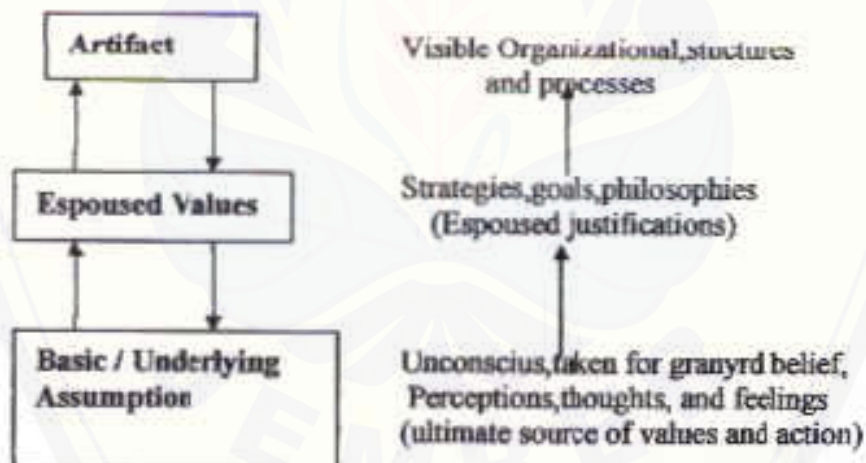 Artifact
Visible Organizational,stuctures
and processes
Espoused Values
Strategies,goals,philosophies
(Espoused justifications)
Basic / Underlying
Assumption
Unconscius,taken for granyrd belief,
Perceptions,thoughts, and feelings
(ultimate source of values and action)